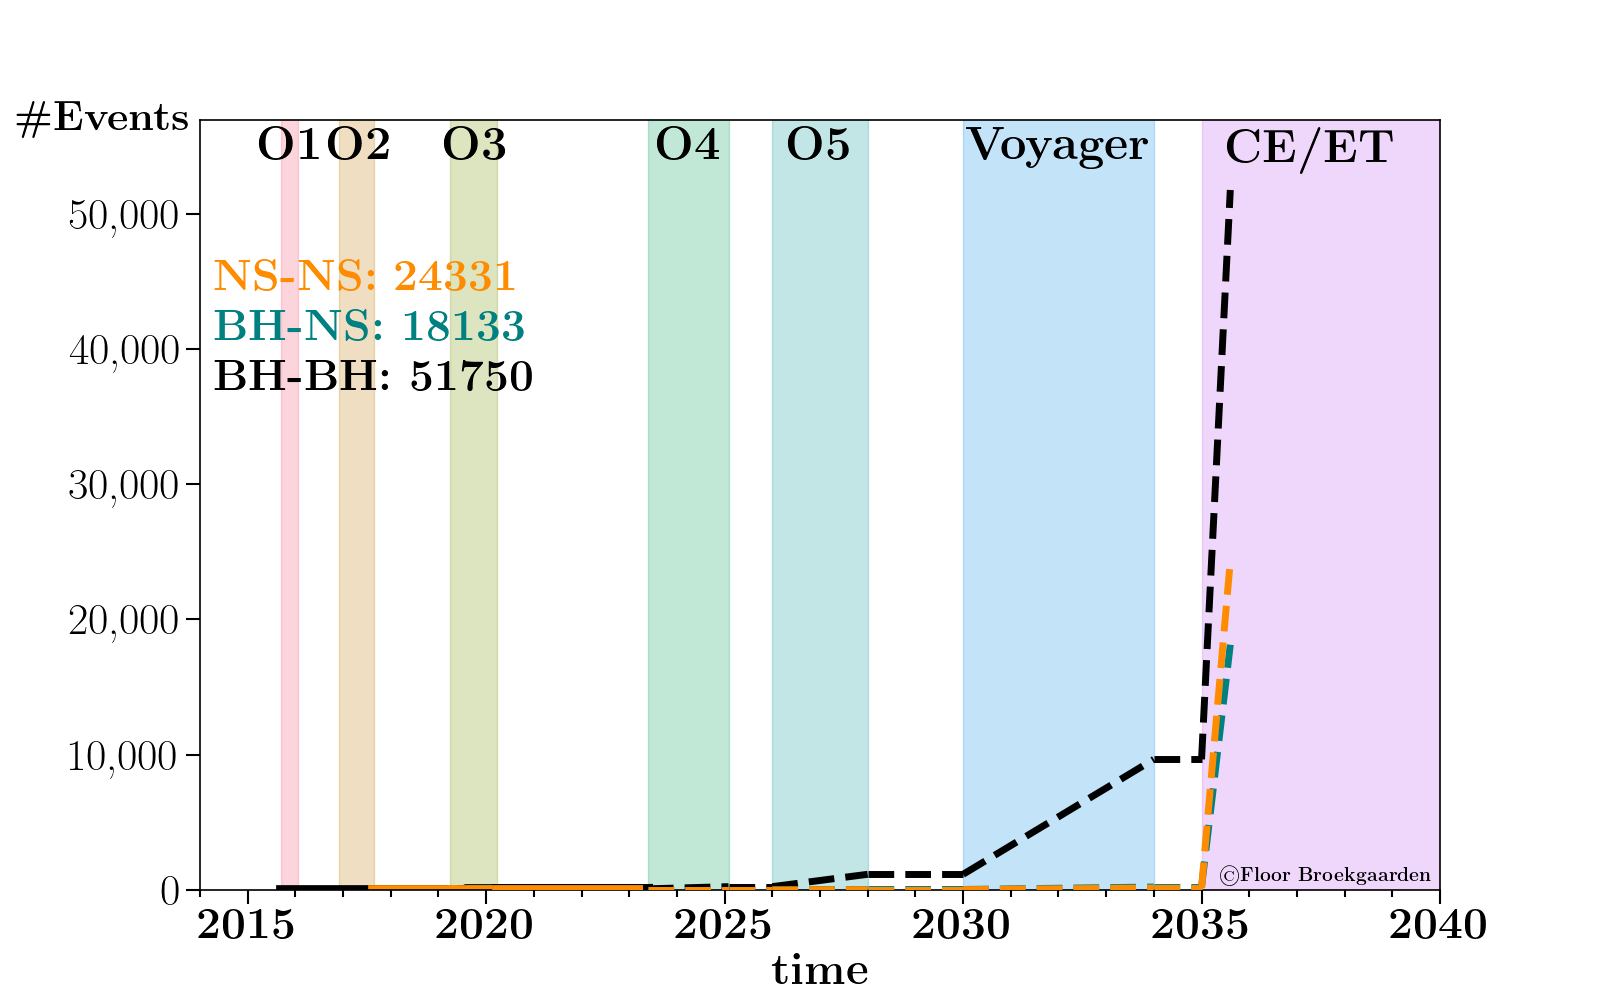 #Events
O1 O2 O3 O4 O5 Voyager CE/ET
50,000
NS-NS: 24331
BH-NS: 18133
40,000
BH-BH: 51750
30,000
20,000
10,000
©Floor Broekgaarden
0
2015 2020 2025 2030 2035 2040
time